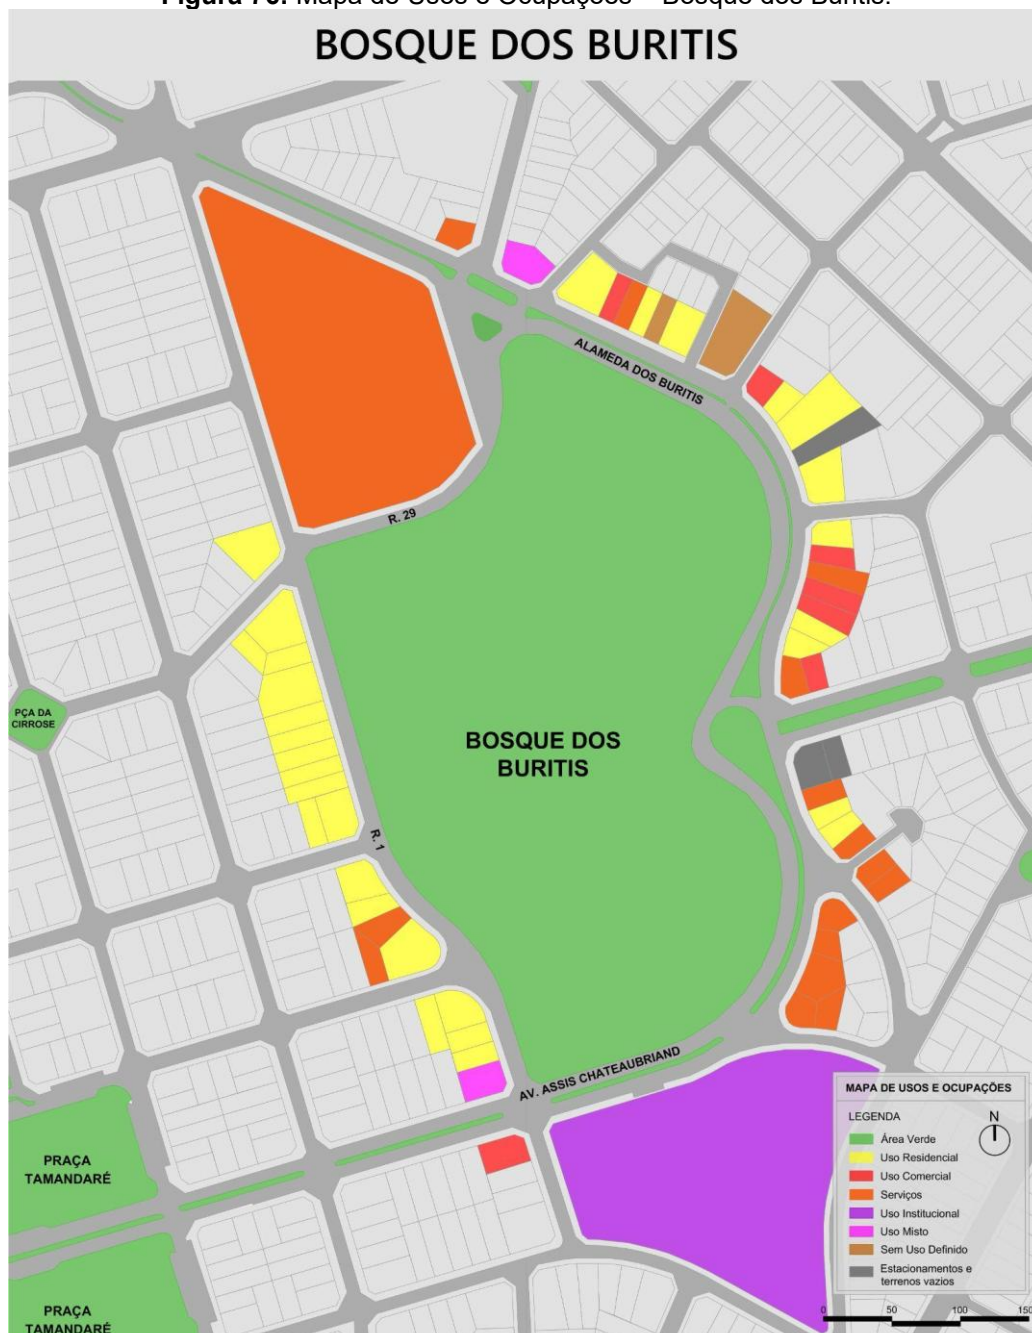 Figura 70. Mapa de Usos e Ocupações – Bosque dos Buritis.
BOSQUE DOS BURITIS
ALAMEDA DOS BURITIS
R. 29
PÇA DA
CIRROSE
BOSQUE DOS
BURITIS
R. 1
AV. ASSIS CHATEAUBRIAND
PRAÇA
TAMANDARÉ
PRAÇA
TAMANDARÉ
MAPA DE USOS E OCUPAÇÕES
LEGENDA
N
Área Verde
Uso Residencial
Uso Comercial
Serviços
Uso Institucional
Uso Misto
Sem Uso Definido
Estacionamentos e
terrenos vazios
0 50 100 150